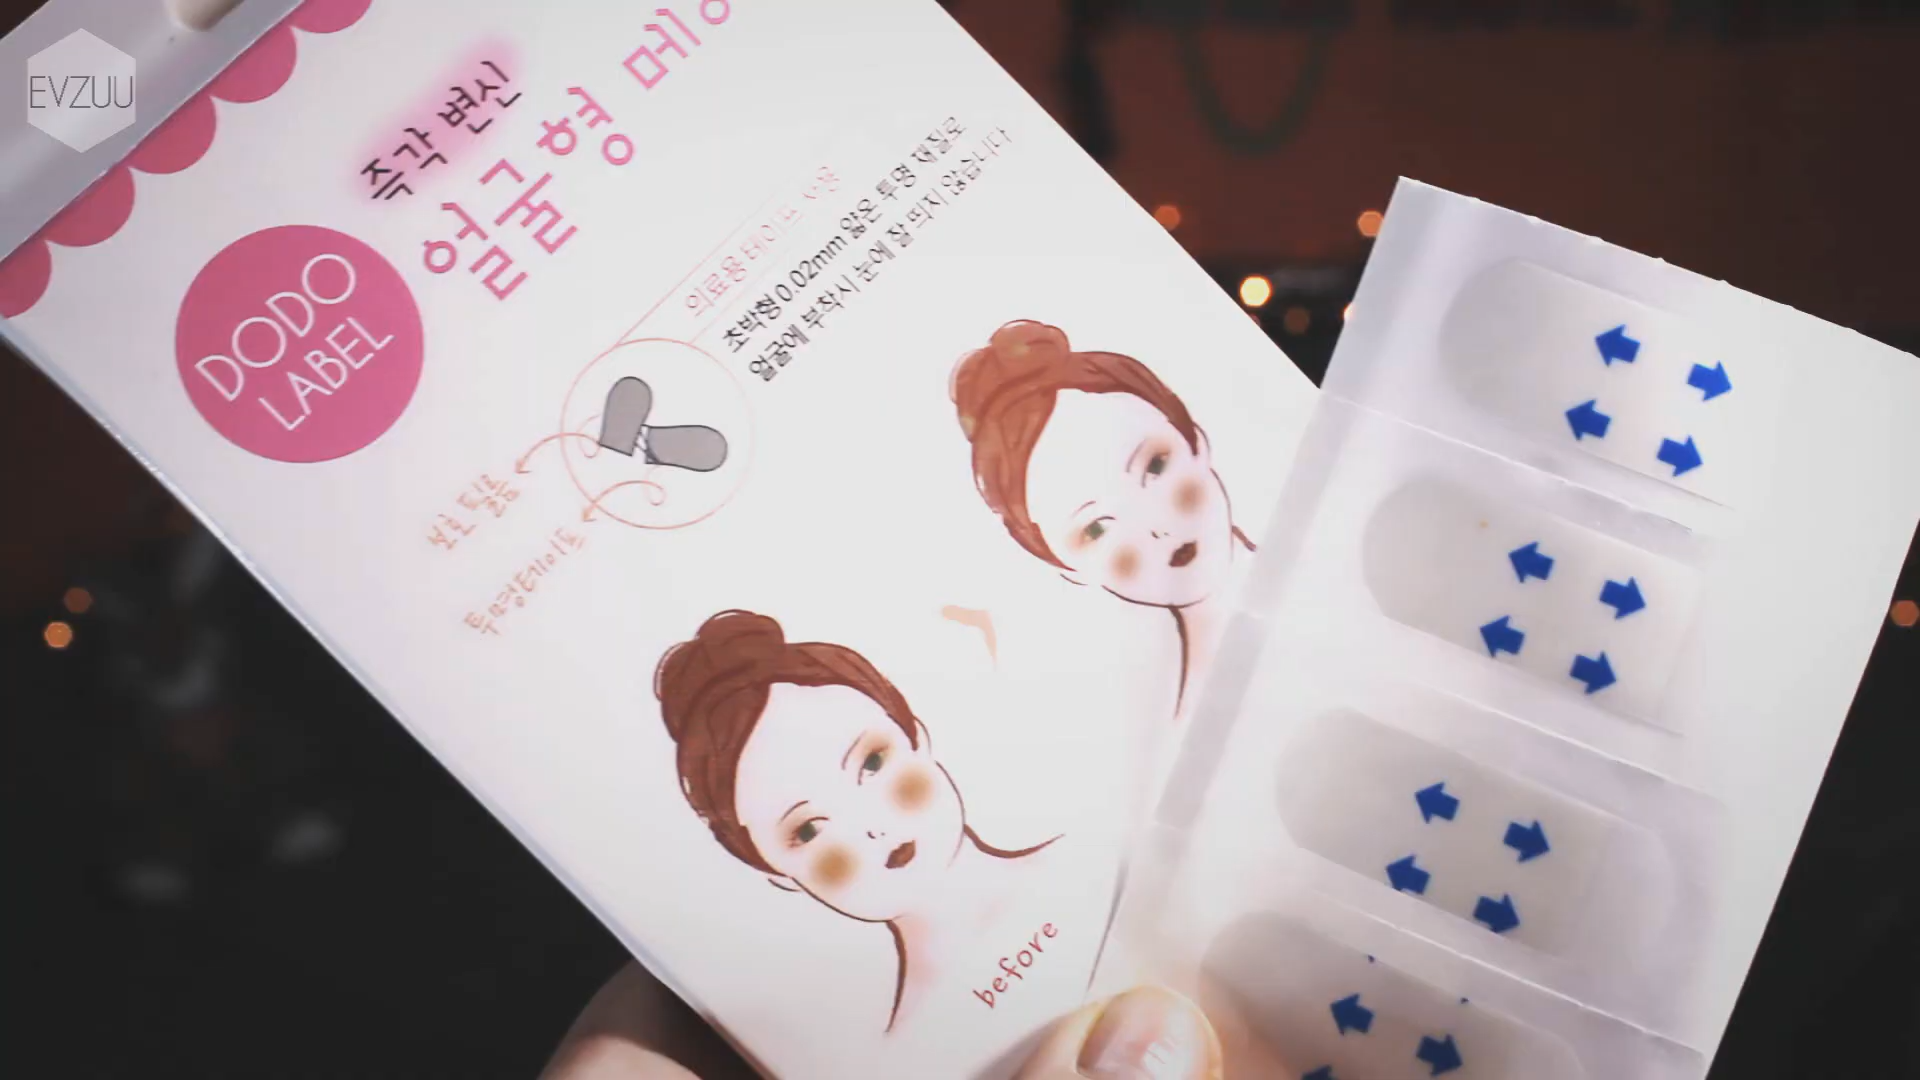 EVZUU
즉각 변신
얼굴형 메이
DODO
LABEL
의료용 테이프 사용
초박형 0.02mm 얇은 투명 재질로
얼굴에 부착시 눈에 잘 띄지 않습니다
보호 필름
투명테이프
before